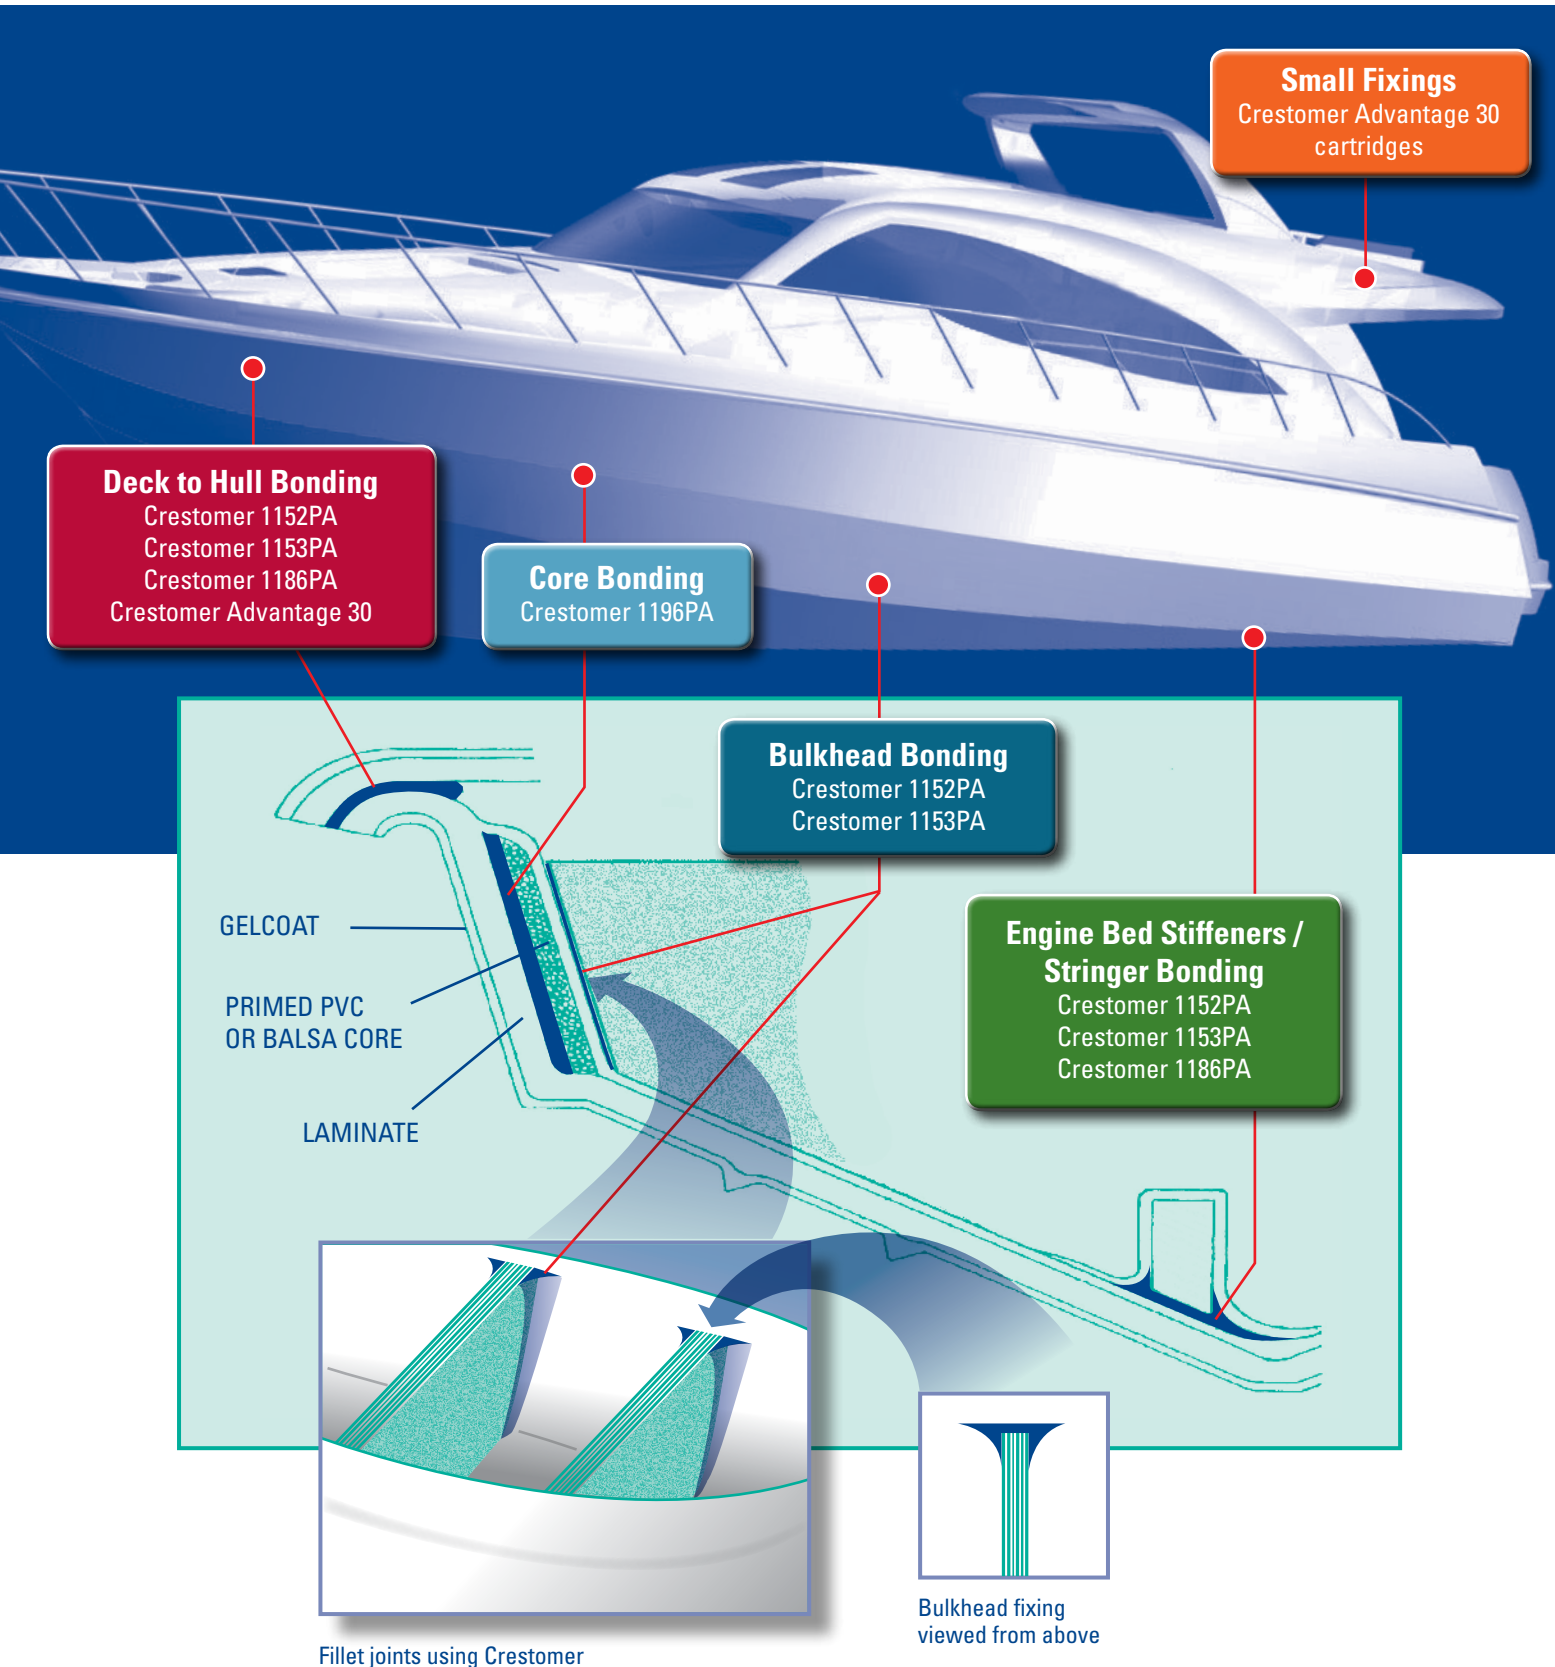 Small Fixings
Crestomer Advantage 30
cartridges
Deck to Hull Bonding
Crestomer 1152PA
Crestomer 1153PA
Crestomer 1186PA
Crestomer Advantage 30
Core Bonding
Crestomer 1196PA
Bulkhead Bonding
Crestomer 1152PA
Crestomer 1153PA
Engine Bed Stiffeners /
Stringer Bonding
Crestomer 1152PA
Crestomer 1153PA
Crestomer 1186PA
GELCOAT
PRIMED PVC
OR BALSA CORE
LAMINATE
Bulkhead fixing
viewed from above
Fillet joints using Crestomer